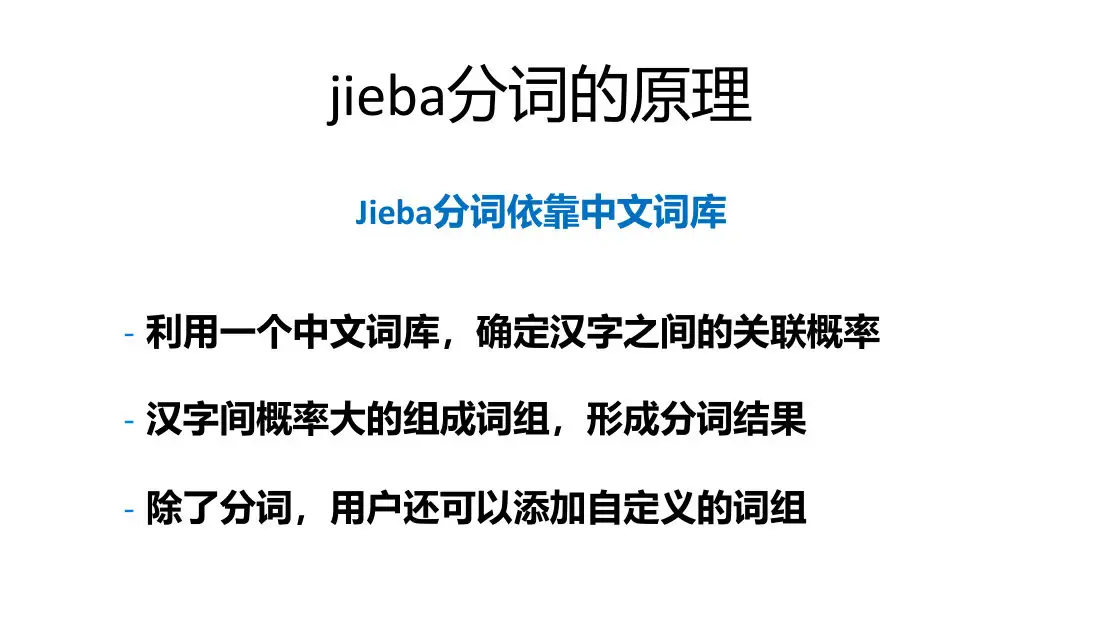 jieba分词的原理
Jieba分词依靠中文词库
- 利用一个中文词库，确定汉字之间的关联概率
- 汉字间概率大的组成词组，形成分词结果
- 除了分词，用户还可以添加自定义的词组